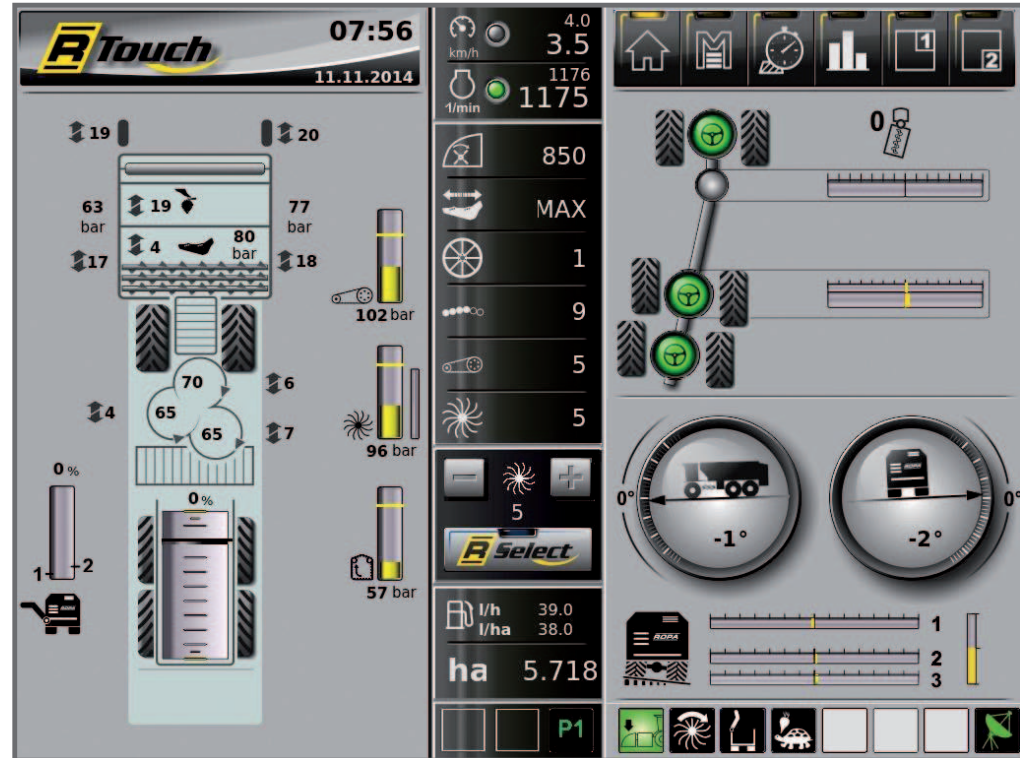 R Touch
07:56
11.11.2014
19
20
63
bar
19
77
bar
4
80
bar
17
18
102 bar
70
65
65
6
4
7
96 bar
0 %
0%
1
2
ROPA
57 bar
km/h
4.0
3.5
1/min
1176
1175
850
MAX
1
9
5
5
5
R Select
l/h 39.0
l/ha 38.0
ha 5.718
P1
M
1
2
0
0°
-1°
-2°
0°
ROPA
1
2
3